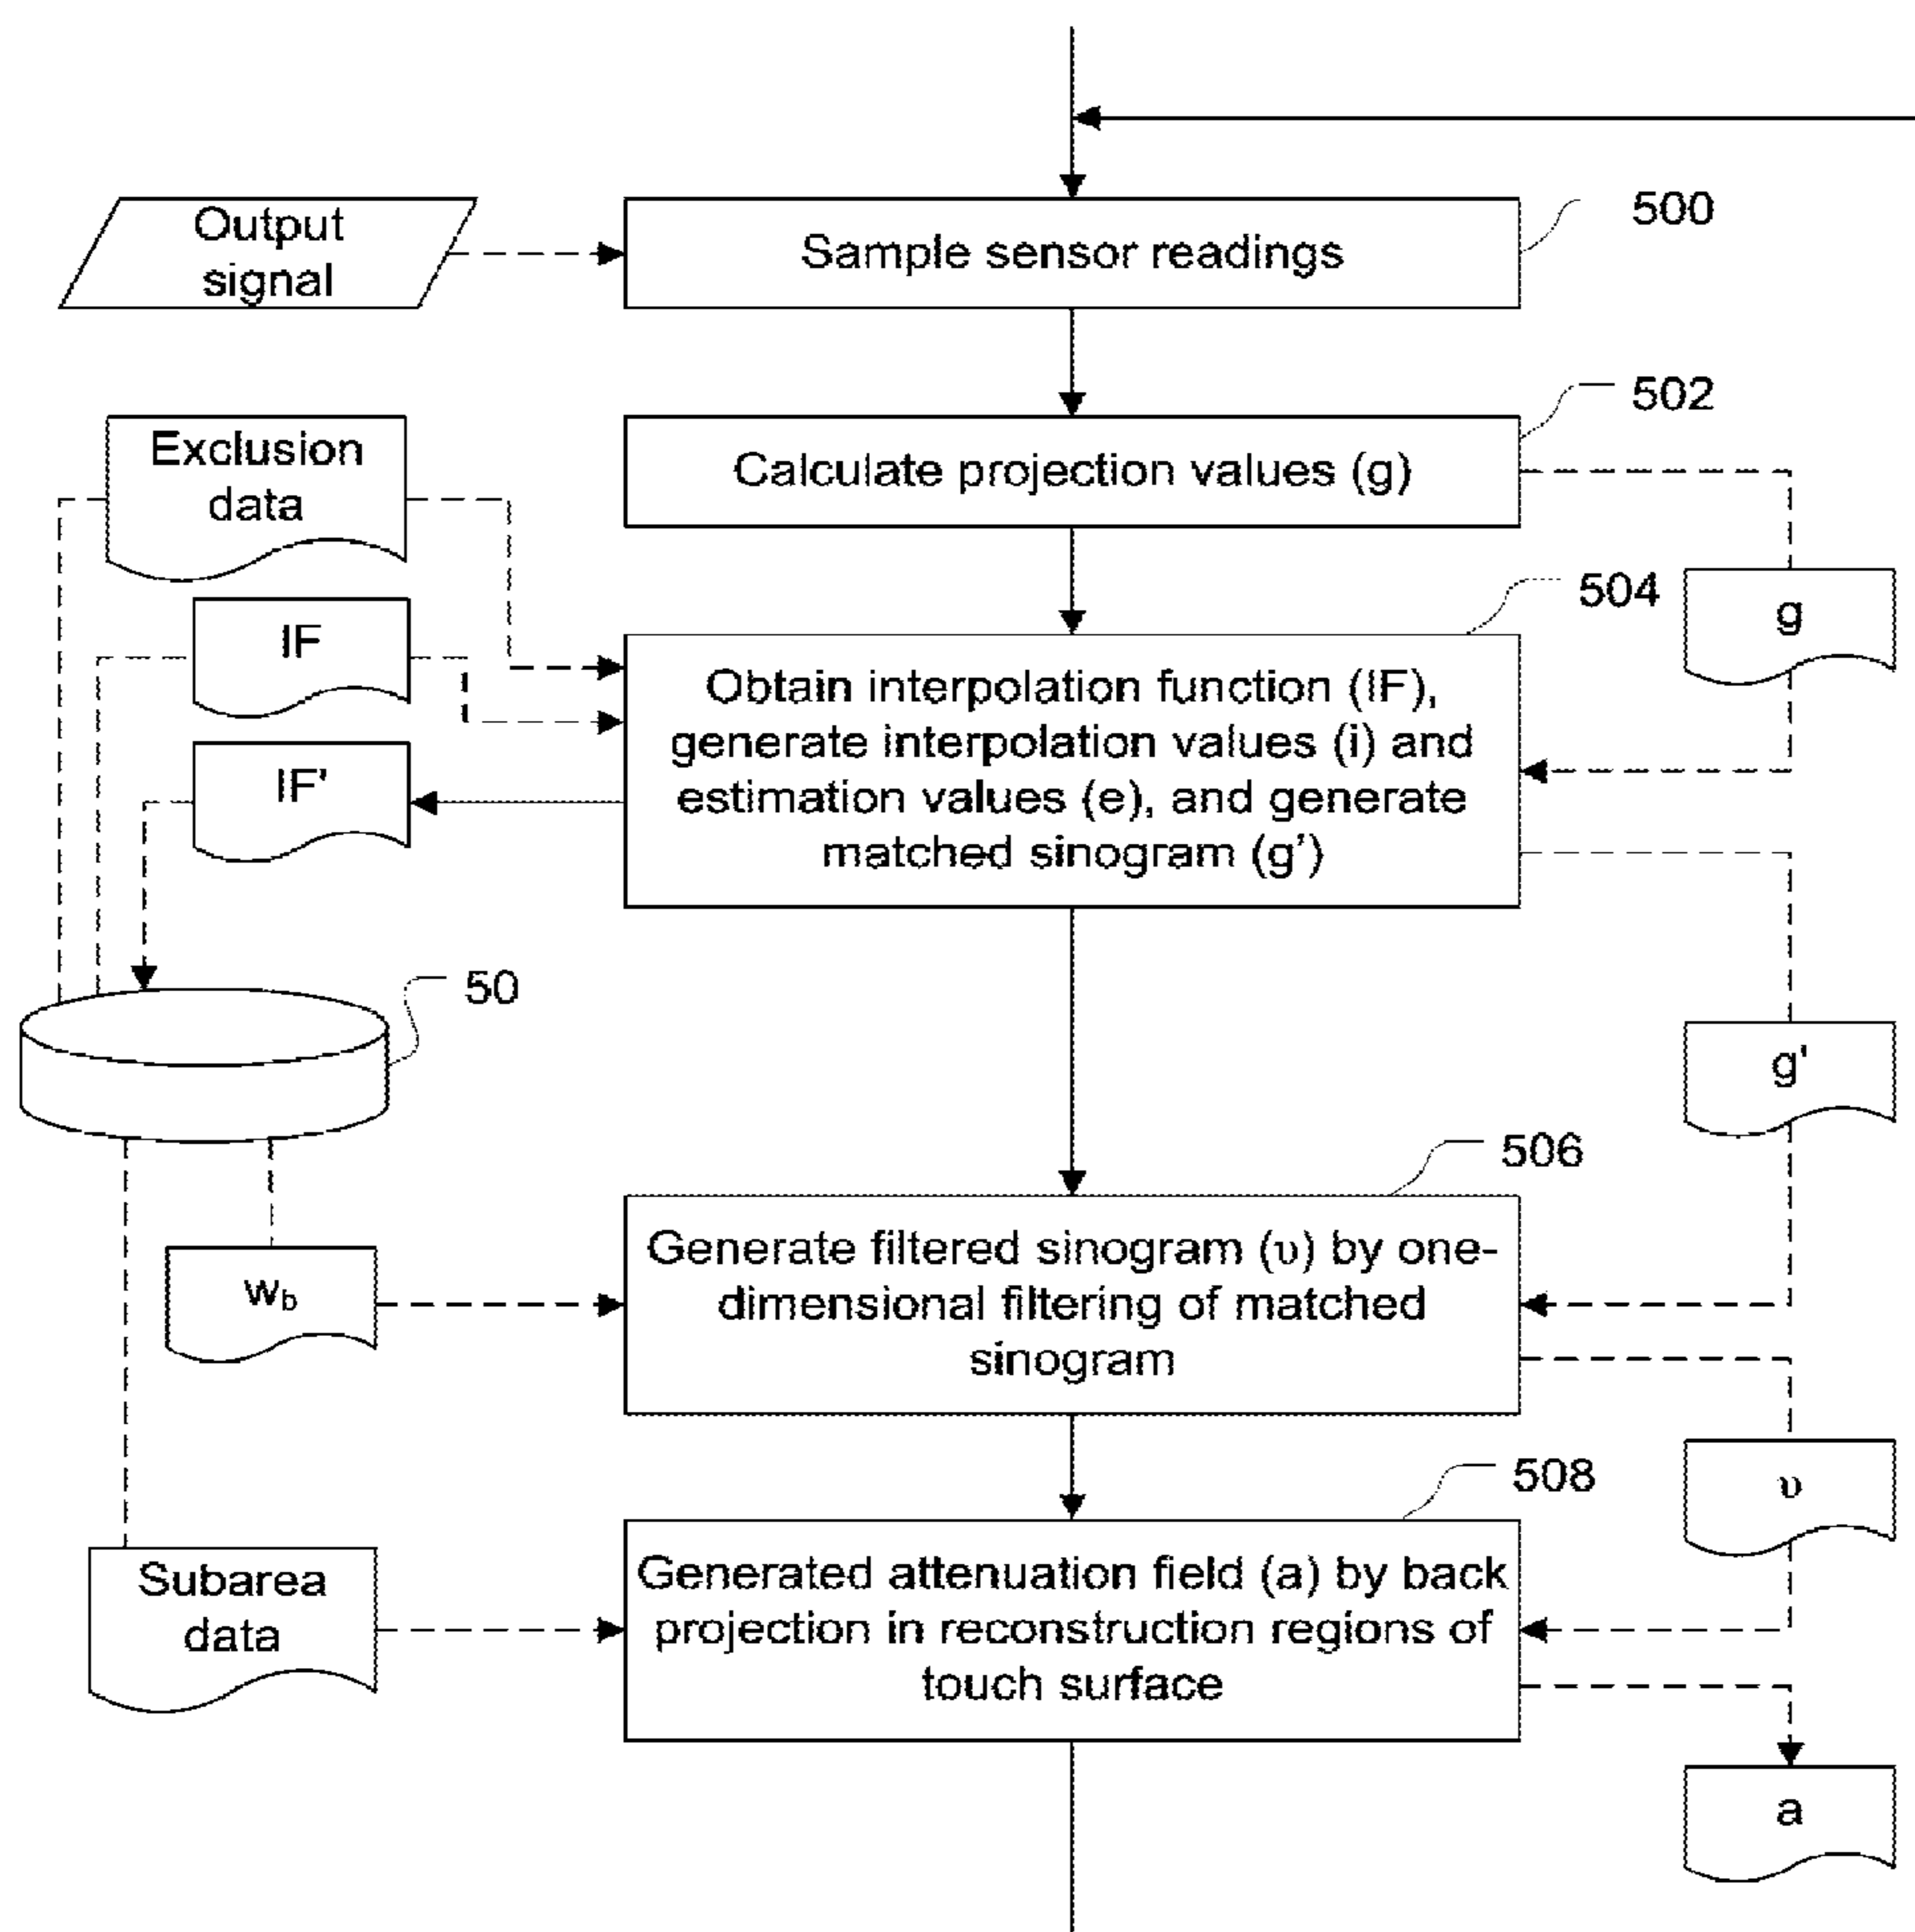 Output
signal
Sample sensor readings
500
Exclusion
data
Calculate projection values (g)
502
IF
IF'
Obtain interpolation function (IF),
generate interpolation values (i) and
estimation values (e), and generate
matched sinogram (g’)
504
g
50
g'
wb
Generate filtered sinogram (υ) by one-
dimensional filtering of matched
sinogram
506
υ
Subarea
data
Generated attenuation field (a) by back
projection in reconstruction regions of
touch surface
508
a